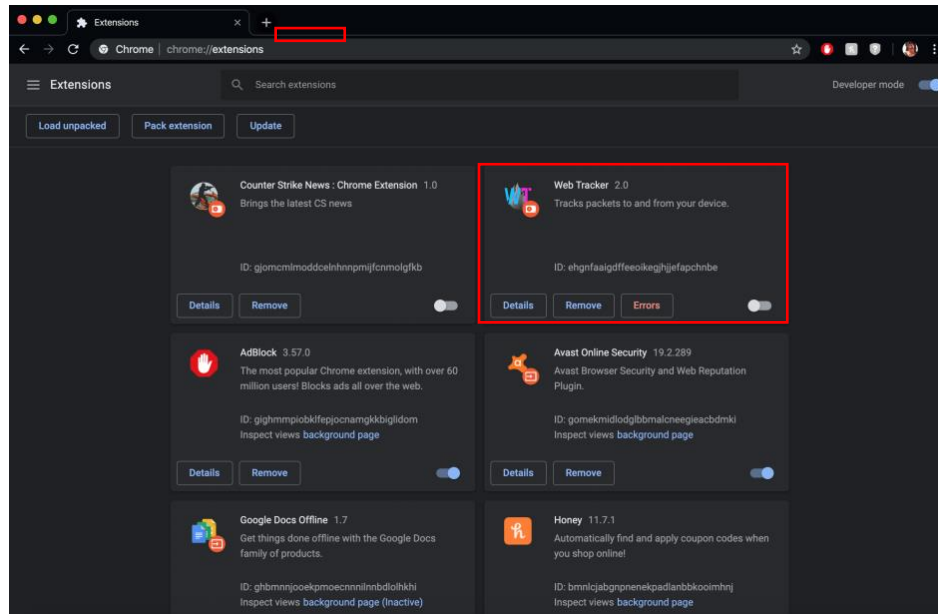 Extensions
Chrome | chrome://extensions
Extensions
Search extensions
Developer mode
Load unpacked
Pack extension
Update
Counter Strike News : Chrome Extension 1.0
Brings the latest CS news
ID: gjomcmlmoddcelnhnnpmijfcnmolgfkb
Details
Remove
Web Tracker 2.0
Tracks packets to and from your device.
ID: ehgnfaaigdffeeoikegjhjjefapchnbe
Details
Remove
Errors
AdBlock 3.57.0
The most popular Chrome extension, with over 60
million users! Blocks ads all over the web.
ID: gighmmpiobklfepjocnamgkkbiglidom
Inspect views background page
Details
Remove
Avast Online Security 19.2.289
Avast Browser Security and Web Reputation
Plugin.
ID: gomekmidlodglbbmalcneegieacbdmki
Inspect views background page
Details
Remove
Google Docs Offline 1.7
Get things done offline with the Google Docs
family of products.
ID: ghbmnnjooekpmoecnnnilnnbdlolhkhi
Inspect views background page (Inactive)
Honey 11.7.1
Automatically find and apply coupon codes when
you shop online!
ID: bmnlcjabgnpnenekpadlanbbkooimhnj
Inspect views background page